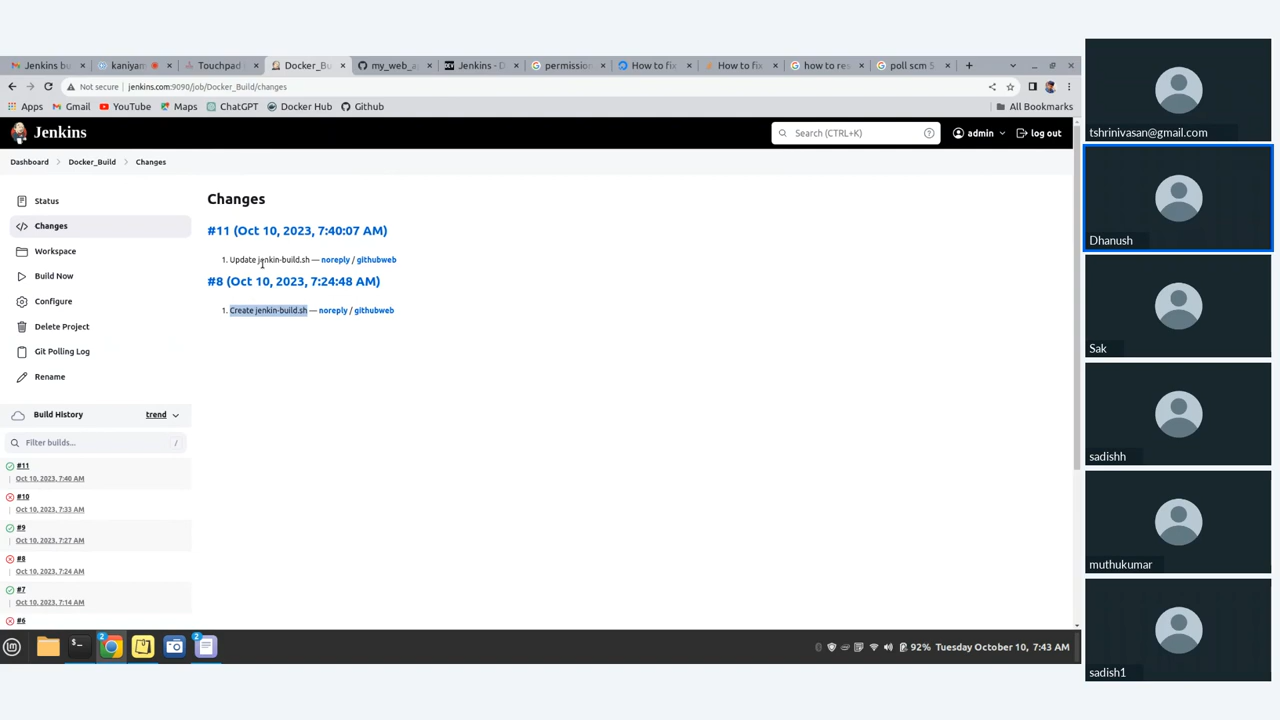 Jenkins bu
kaniyam
Touchpad
Docker_Bu
my_web_a
Jenkins - D
permission
How to fix
How to fix
how to res
poll scm 5
Not secure
jenkins.com:9090/job/Docker_Build/changes
Apps
Gmail
YouTube
Maps
ChatGPT
Docker Hub
Github
All Bookmarks
Jenkins
Search (CTRL+K)
?
admin
log out
Dashboard > Docker_Build > Changes
Status
Changes
Workspace
Build Now
Configure
Delete Project
Git Polling Log
Rename
Build History
trend
Filter builds...
/
#11
Oct 10, 2023, 7:40 AM
#10
Oct 10, 2023, 7:33 AM
#9
Oct 10, 2023, 7:27 AM
#8
Oct 10, 2023, 7:24 AM
#7
Oct 10, 2023, 7:14 AM
#6
Changes
#11 (Oct 10, 2023, 7:40:07 AM)
1. Update jenkin-build.sh — noreply / githubweb
#8 (Oct 10, 2023, 7:24:48 AM)
1. Create jenkin-build.sh — noreply / githubweb
2
2
92%
Tuesday October 10, 7:43 AM
tshrinivasan@gmail.com
Dhanush
Sak
sadishh
muthukumar
sadish1